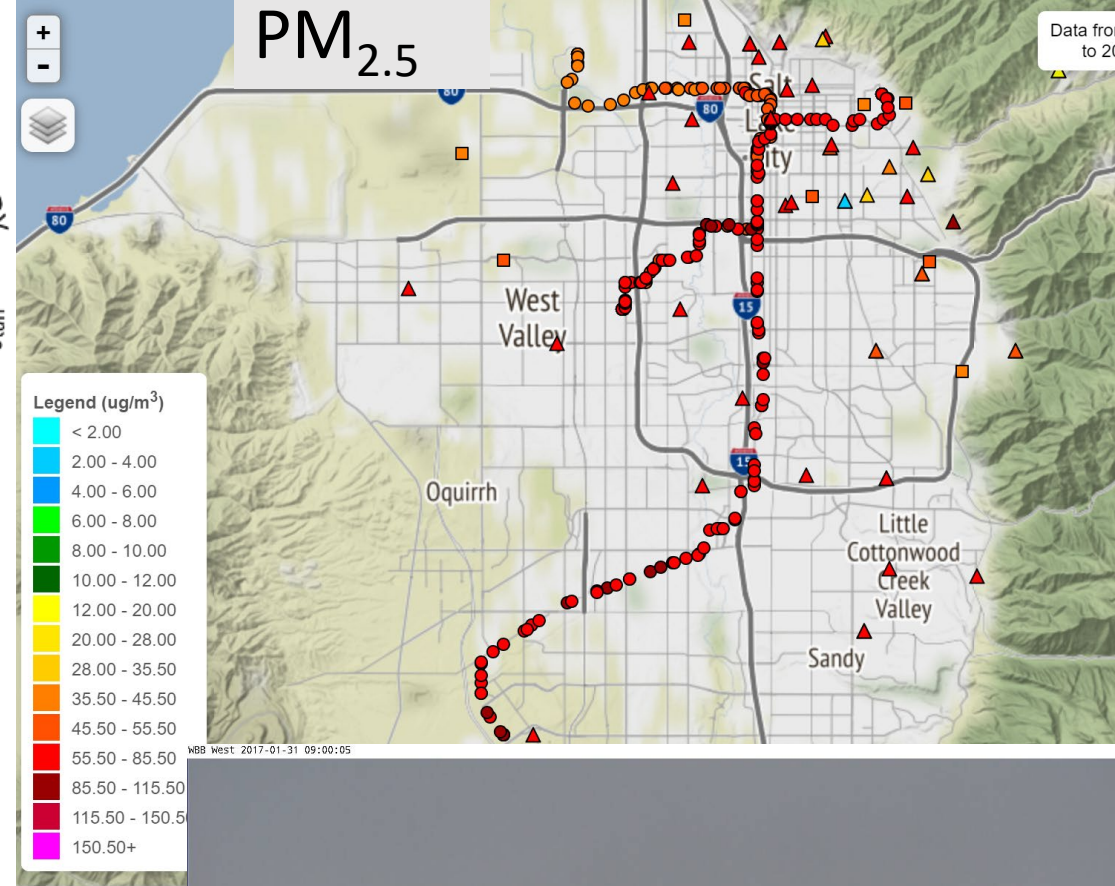 +
PM2.5
-
Data fro
to 20
80
80
Salt
Lake
City
80
West
Valley
15
15
Oquirrh
Little
Cottonwood
Creek
Valley
Sandy
Legend (ug/m3)
< 2.00
2.00 - 4.00
4.00 - 6.00
6.00 - 8.00
8.00 - 10.00
10.00 - 12.00
12.00 - 20.00
20.00 - 28.00
28.00 - 35.50
35.50 - 45.50
45.50 - 55.50
55.50 - 85.50
85.50 - 115.50
115.50 - 150.5
150.50+
WBB West 2017-01-31 09:00:05